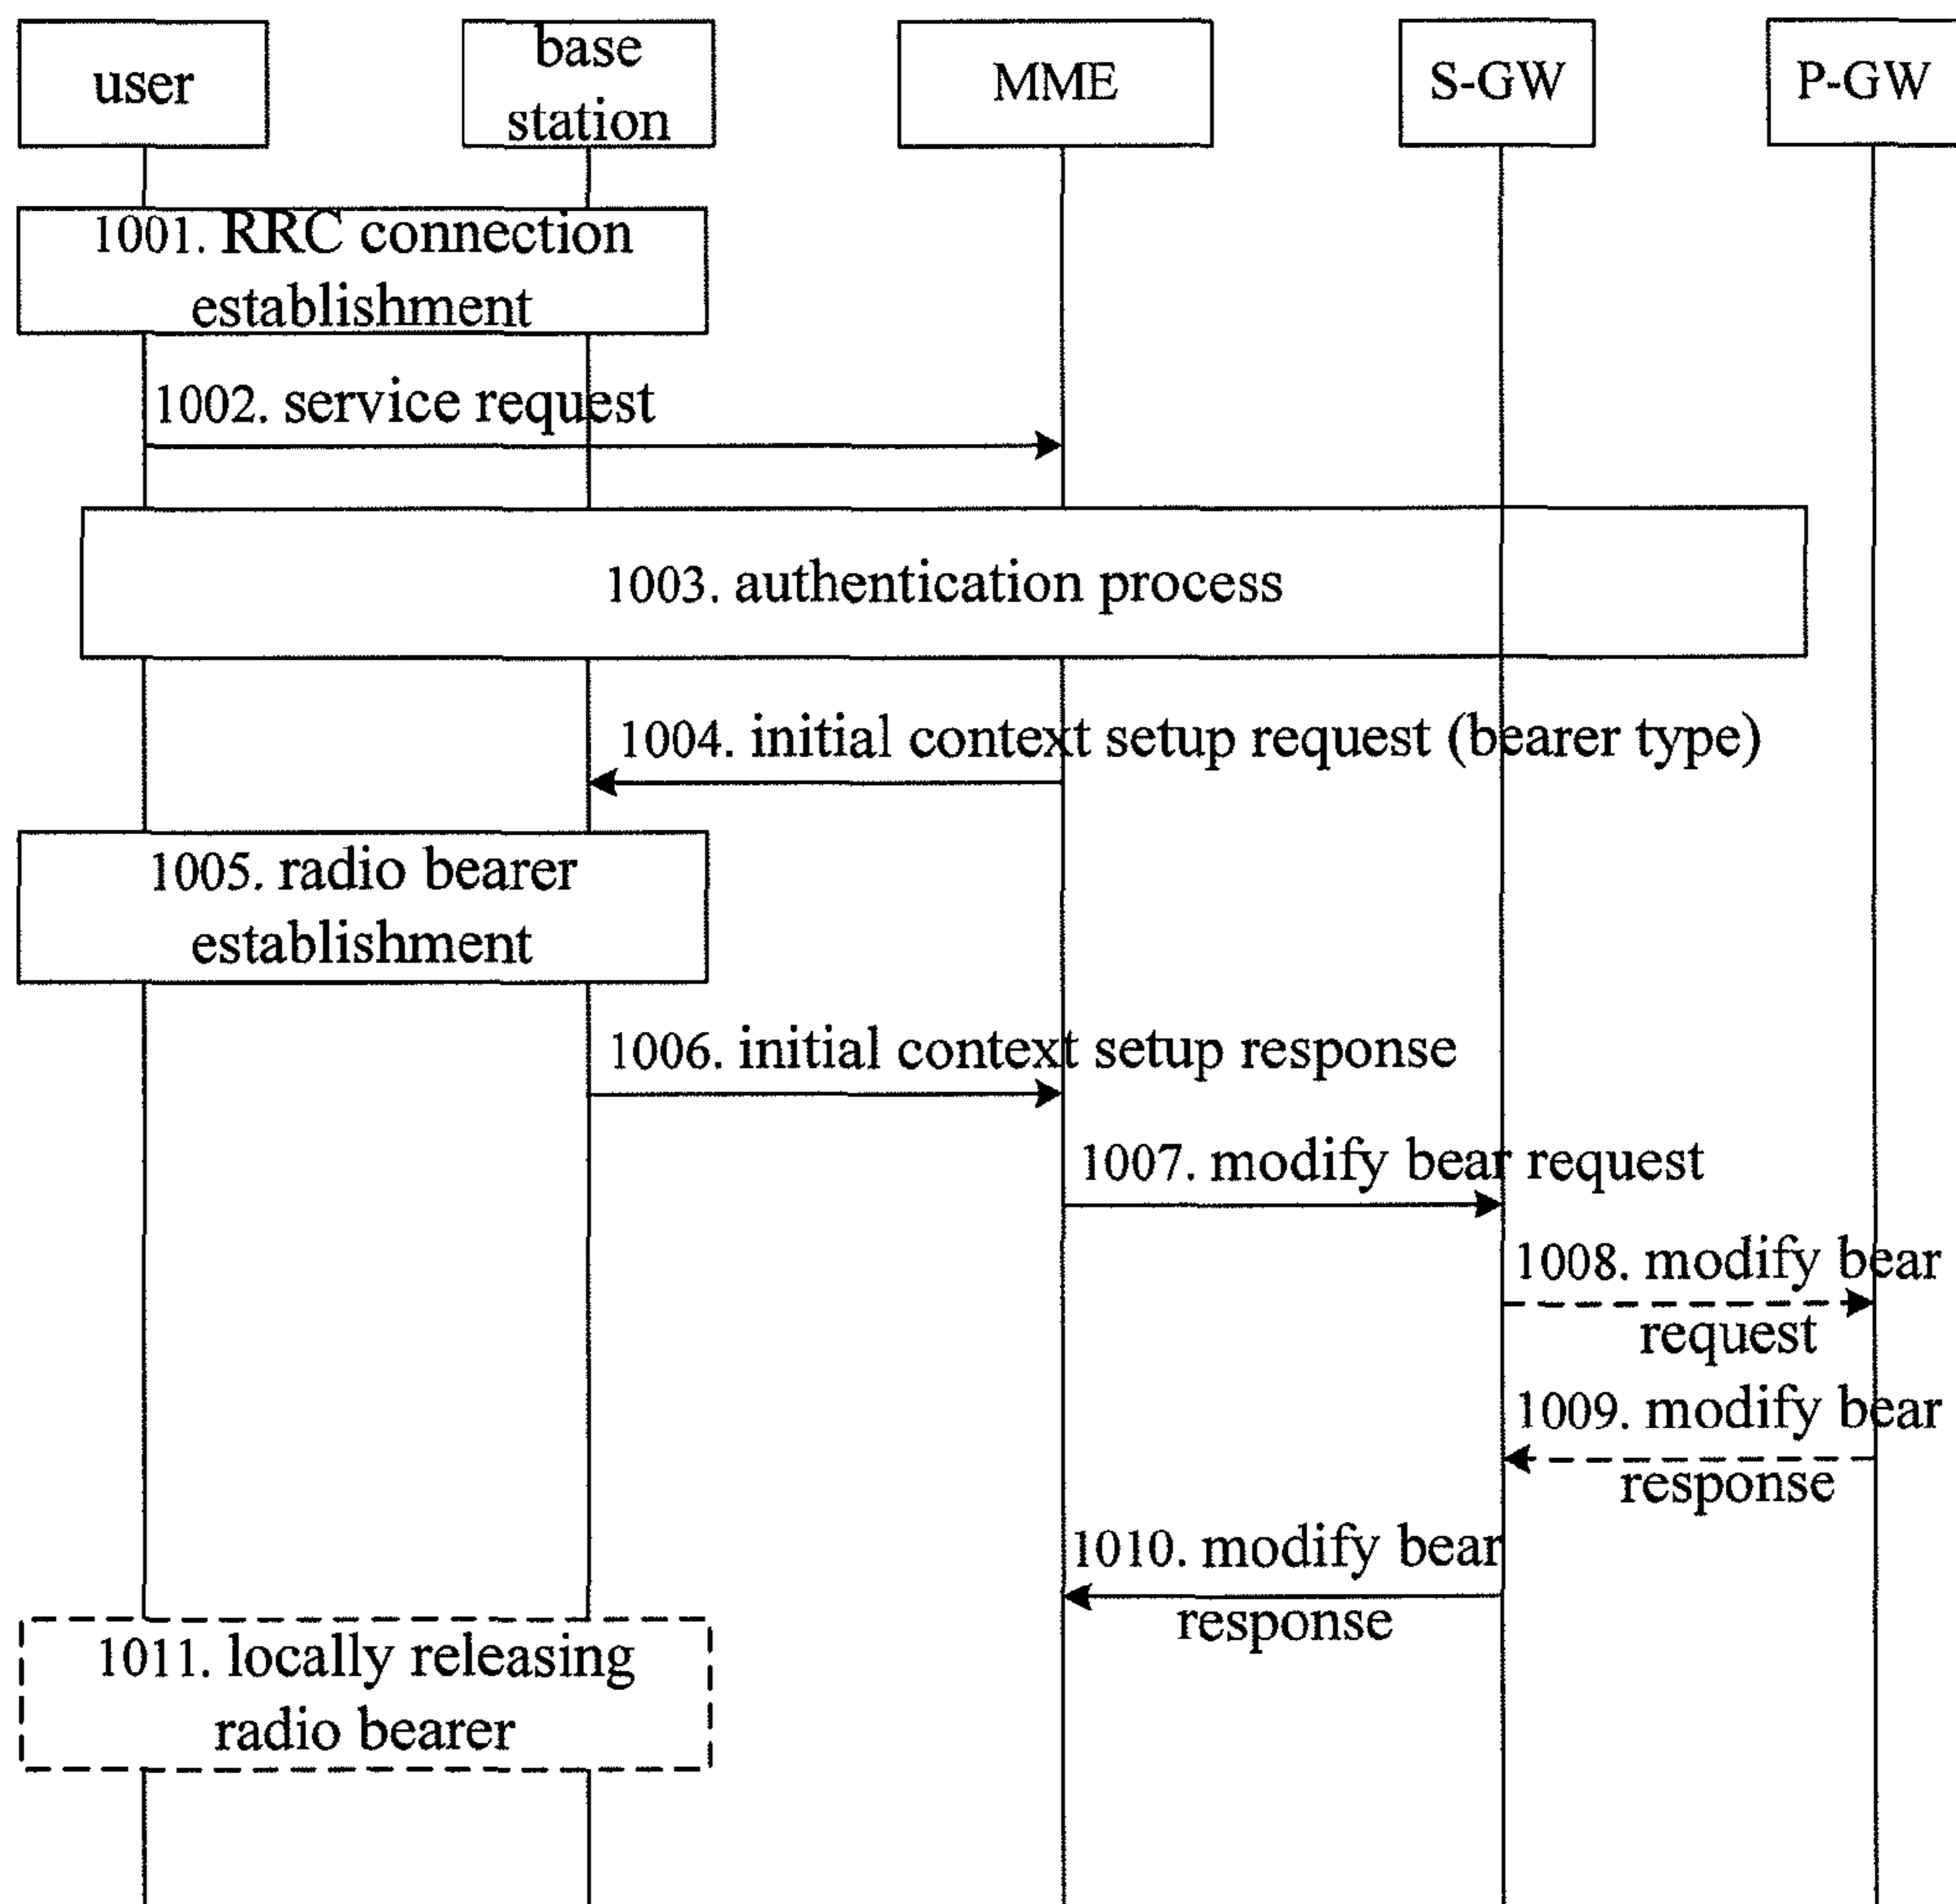 user
base
station
MME
S-GW
P-GW
1001. RRC connection
establishment
1002. service request
1003. authentication process
1004. initial context setup request (bearer type)
1005. radio bearer
establishment
1006. initial context setup response
1007. modify bear request
1008. modify bear
request
1009. modify bear
response
1010. modify bear
response
1011. locally releasing
radio bearer